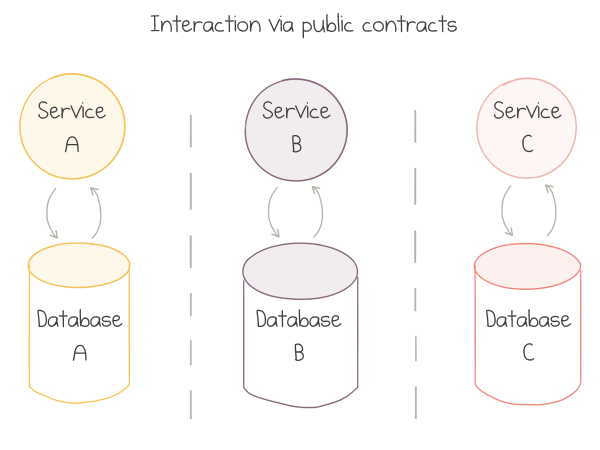 Interaction via public contracts
Service
A
Service
B
Service
C
Database
A
Database
B
Database
C